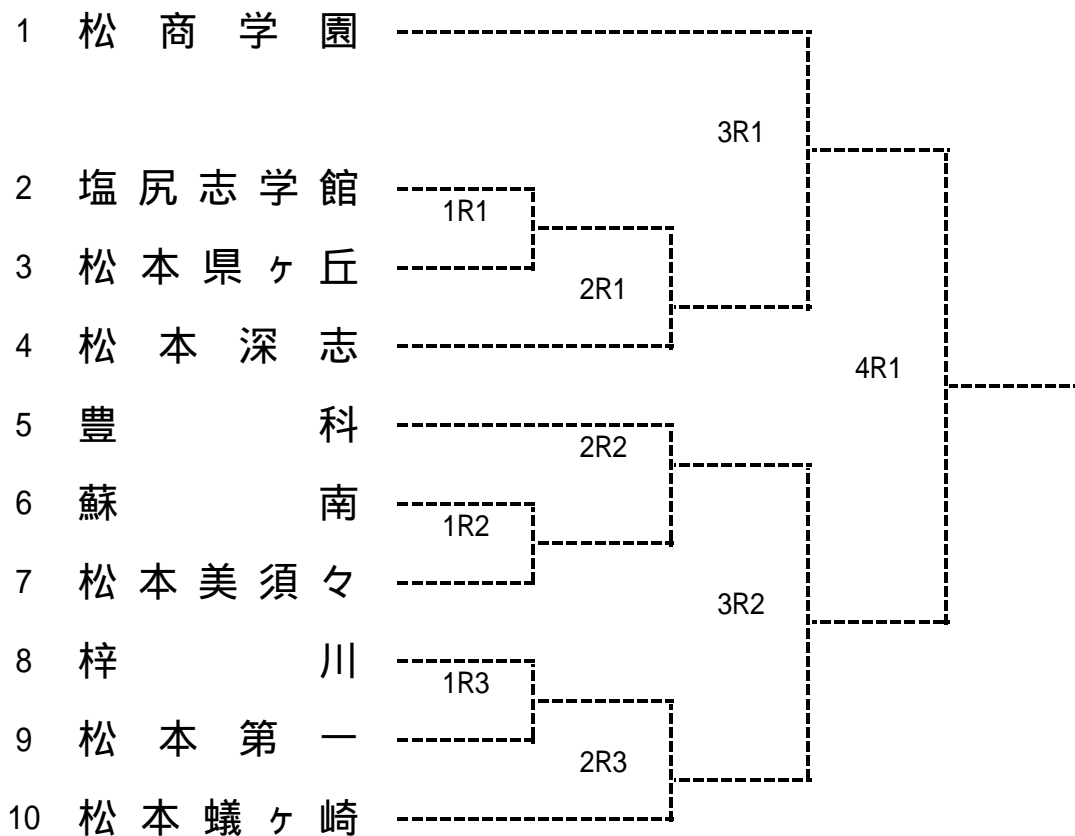 1 松商学園
3R1
2 塩尻志学館
1R1
3 松本県ヶ丘
2R1
4 松本深志
4R1
5 豊科
2R2
6 蘇南
1R2
7 松本美須々
3R2
8 梓川
1R3
9 松本第一
2R3
10 松本蟻ヶ崎